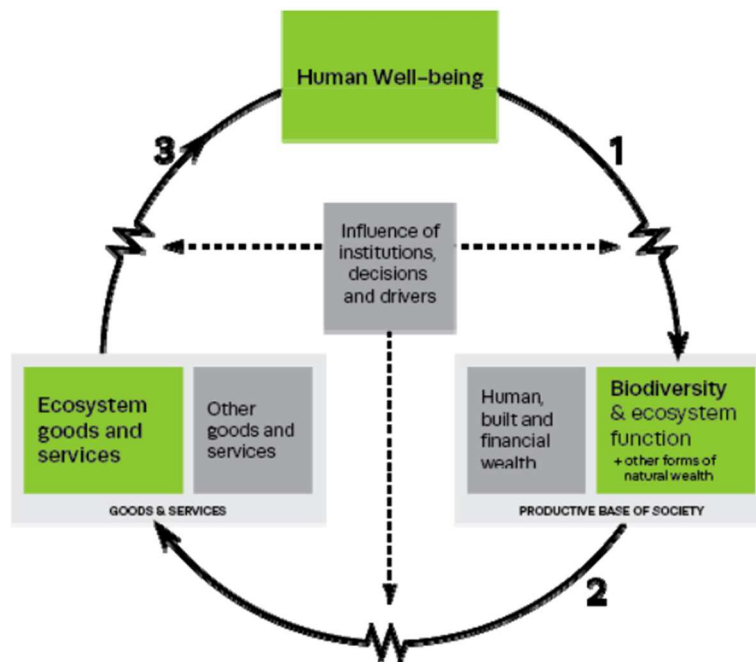 Human Well-being
3
1
Influence of
institutions,
decisions
and drivers
Ecosystem
goods and
services
Other
goods and
services
GOODS & SERVICES
Human,
built and
financial
wealth
Biodiversity
& ecosystem
function
+ other forms of
natural wealth
PRODUCTIVE BASE OF SOCIETY
2